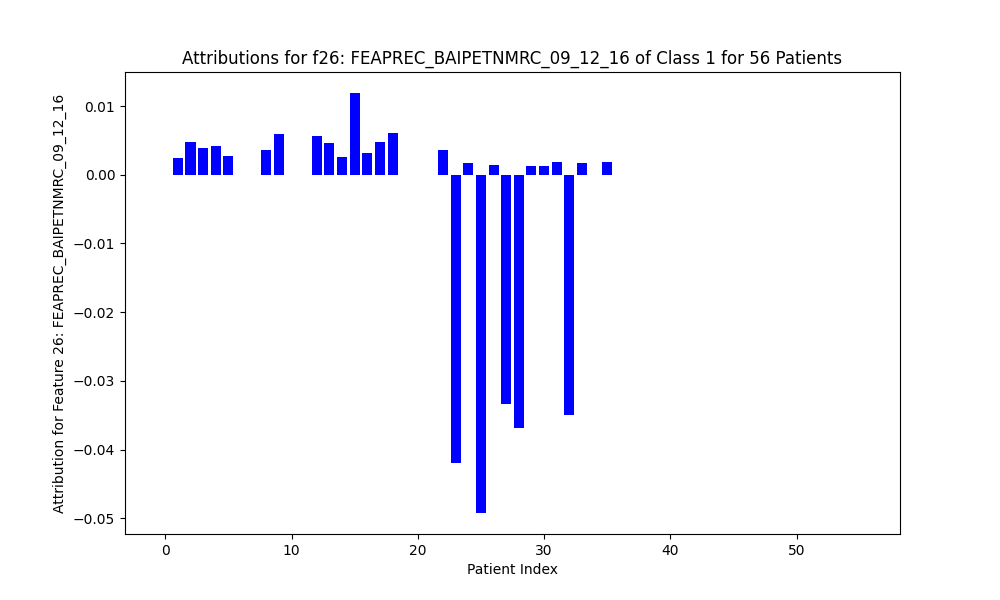 Attributions for f26: FEAPREC_BAIPETNMRC_09_12_16 of Class 1 for 56 Patients
Attribution for Feature 26: FEAPREC_BAIPETNMRC_09_12_16
0.01
0.00
−0.01
−0.02
−0.03
−0.04
−0.05
0 10 20 30 40 50
Patient Index